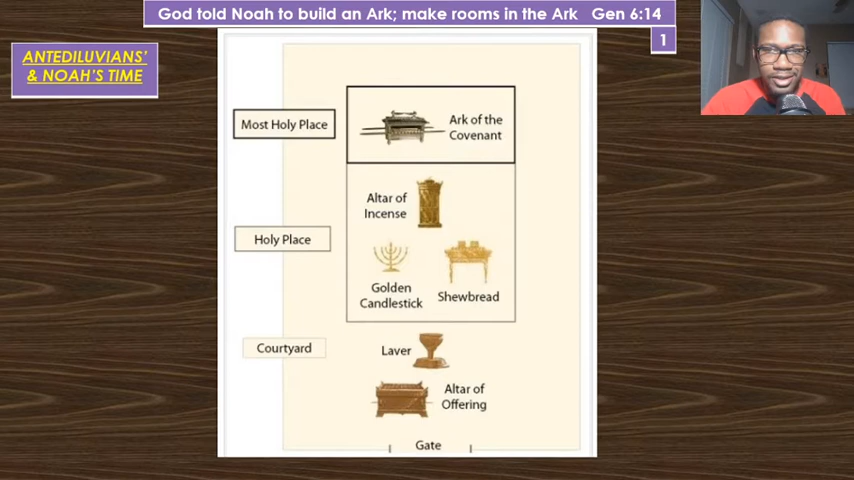 God told Noah to build an Ark; make rooms in the Ark   Gen 6:14
1
ANTEDILUVIANS'
& NOAH'S TIME
Most Holy Place
Ark of the
Covenant
Altar of
Incense
Holy Place
Golden
Candlestick
Shewbread
Courtyard
Laver
Altar of
Offering
Gate